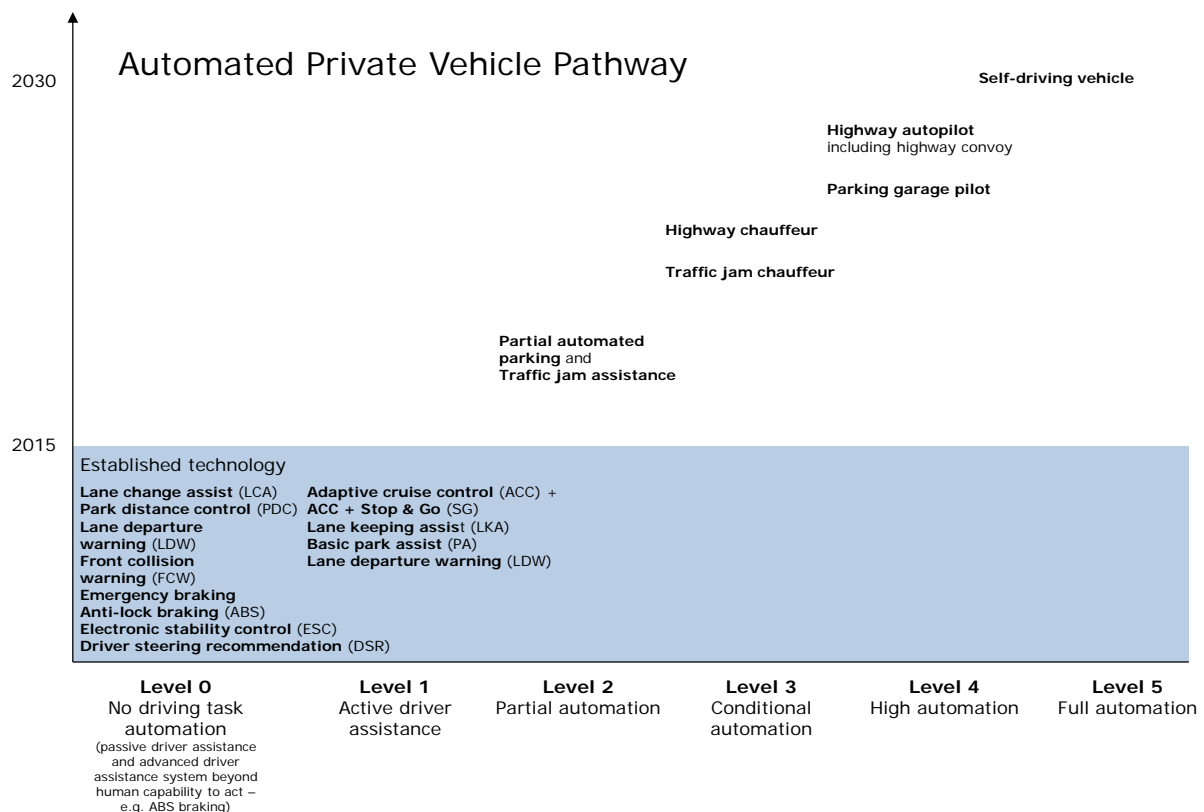 Automated Private Vehicle Pathway
2030
Self-driving vehicle
Highway autopilot
including highway convoy
Parking garage pilot
Highway chauffeur
Traffic jam chauffeur
Partial automated
parking and
Traffic jam assistance
2015
Established technology
Lane change assist (LCA)
Park distance control (PDC)
Lane departure
warning (LDW)
Front collision
warning (FCW)
Emergency braking
Anti-lock braking (ABS)
Electronic stability control (ESC)
Driver steering recommendation (DSR)
Adaptive cruise control (ACC) +
ACC + Stop & Go (SG)
Lane keeping assist (LKA)
Basic park assist (PA)
Lane departure warning (LDW)
Level 0
No driving task
automation
(passive driver assistance
and advanced driver
assistance system beyond
human capability to act –
e.g. ABS braking)
Level 1
Active driver
assistance
Level 2
Partial automation
Level 3
Conditional
automation
Level 4
High automation
Level 5
Full automation